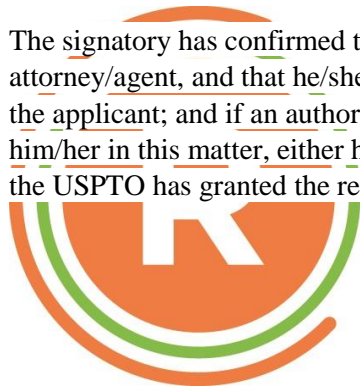 The signatory has confirmed t
attorney/agent, and that he/she
the applicant; and if an author
him/her in this matter, either h
the USPTO has granted the re
R